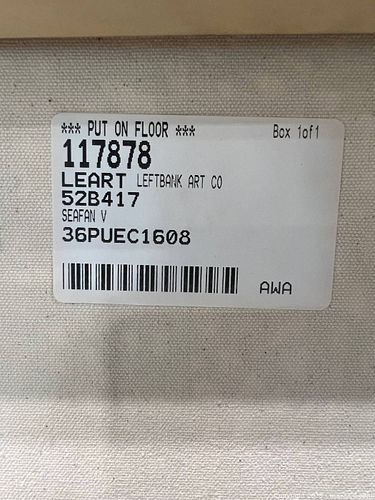 *** PUT ON FLOOR *** Box 1of1
117878
LEART LEFTBANK ART CO
52B417
SEAFAN V
36PUEC1608
AWA